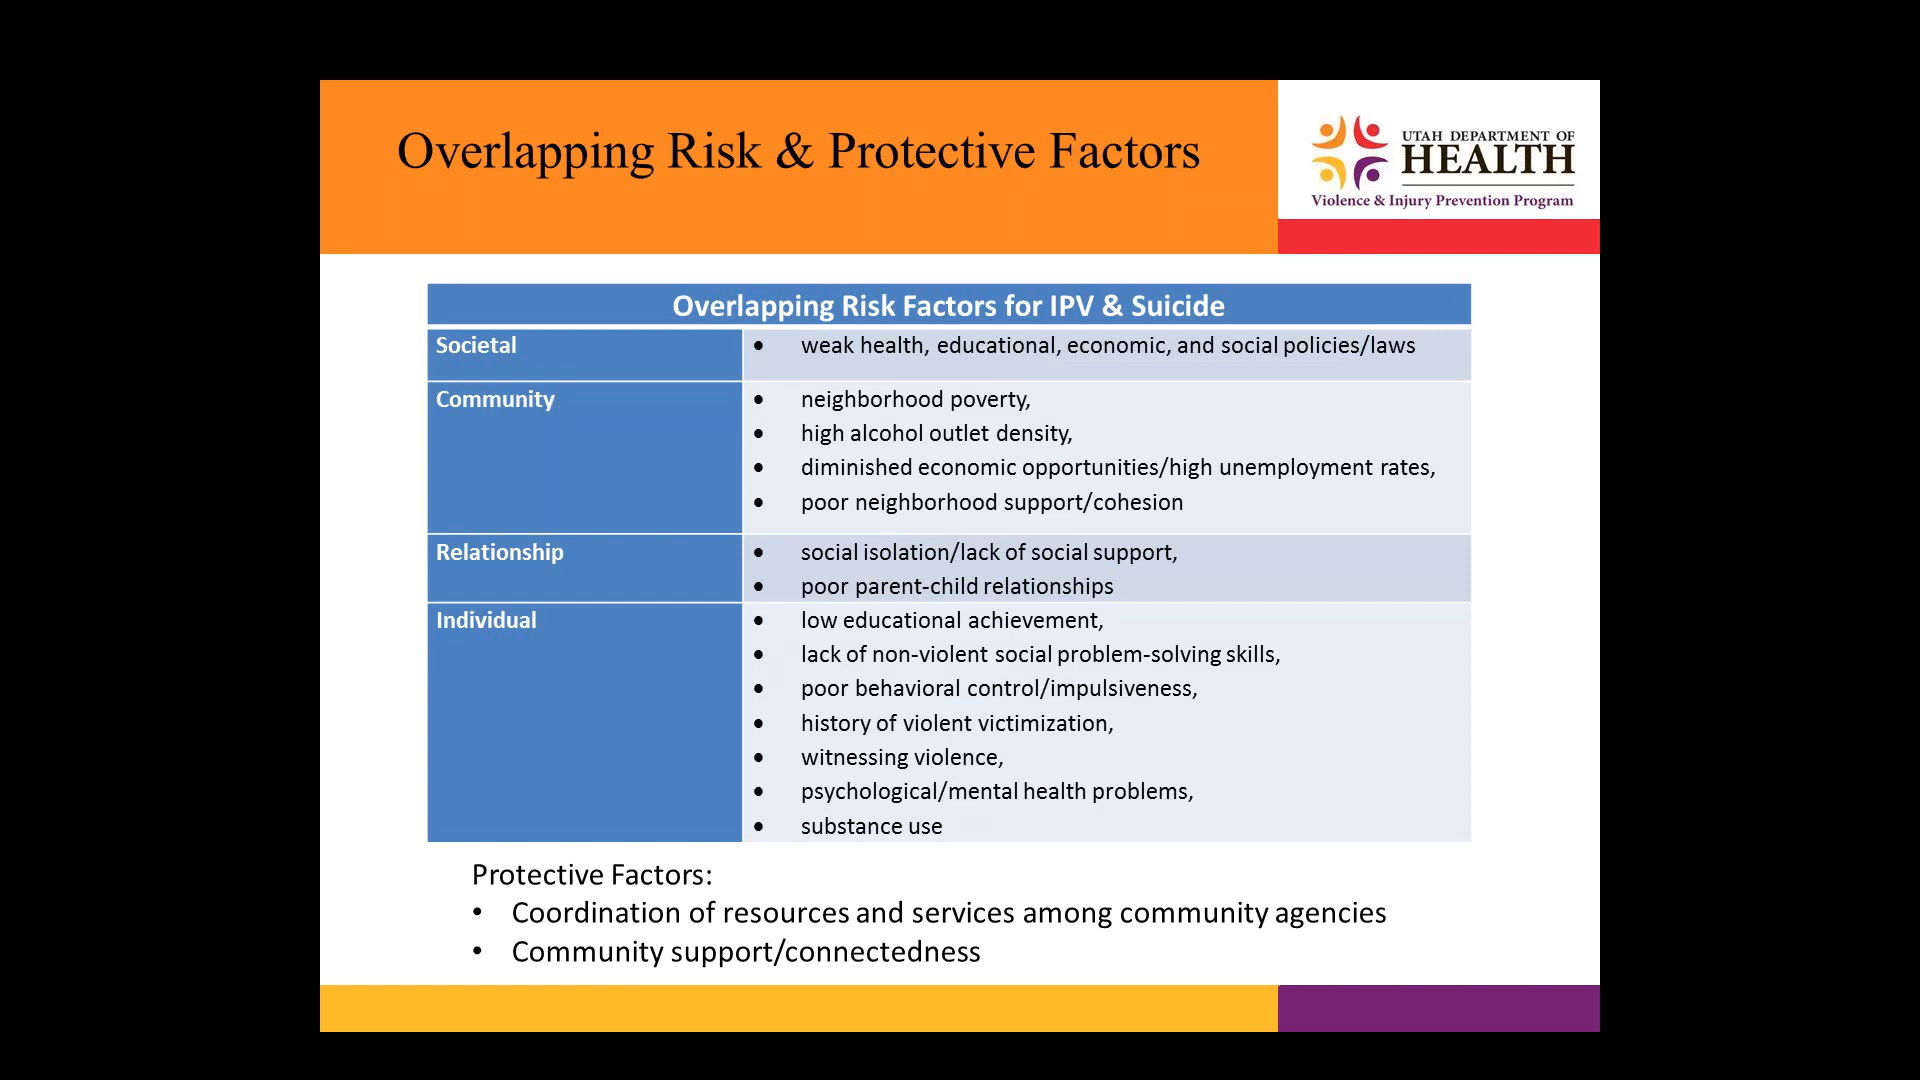 Overlapping Risk & Protective Factors
UTAH DEPARTMENT OF
HEALTH
Violence & Injury Prevention Program
Overlapping Risk Factors for IPV & Suicide
Societal
• weak health, educational, economic, and social policies/laws
Community
• neighborhood poverty,
• high alcohol outlet density,
• diminished economic opportunities/high unemployment rates,
• poor neighborhood support/cohesion
Relationship
• social isolation/lack of social support,
• poor parent-child relationships
Individual
• low educational achievement,
• lack of non-violent social problem-solving skills,
• poor behavioral control/impulsiveness,
• history of violent victimization,
• witnessing violence,
• psychological/mental health problems,
• substance use
Protective Factors:
• Coordination of resources and services among community agencies
• Community support/connectedness